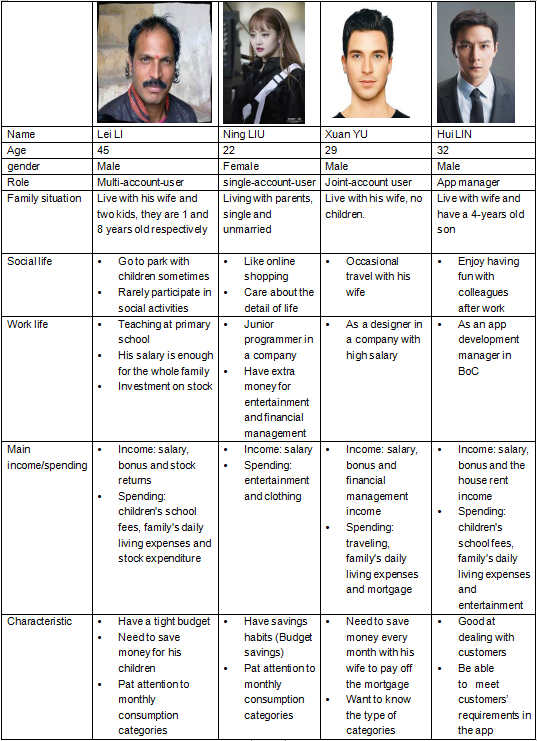 Name Lei LI Ning LIU Xuan YU Hui LIN
Age 45 22 29 32
gender Male Female Male Male
Role Multi-account-user single-account-user Joint-account user App manager
Family situation
Live with his wife and
two kids, they are 1 and
8 years old respectively
Living with parents,
single and
unmarried
Live with his wife, no
children.
Live with wife and
have a 4-years old
son
Social life
• Go to park with
children sometimes
• Rarely participate in
social activities
• Like online
shopping
• Care about the
detail of life
• Occasional
travel with his
wife
• Enjoy having
fun with
colleagues
after work
Work life
• Teaching at primary
school
• His salary is enough
for the whole family
• Investment on stock
• Junior
programmer in
a company
• Have extra
money for
entertainment
and financial
management
• As a designer in
a company with
high salary
• As an app
development
manager in
BoC
Main
income/spending
• Income: salary,
bonus and stock
returns
• Spending:
children's school
fees, family's daily
living expenses and
stock expenditure
• Income: salary
• Spending:
entertainment
and clothing
• Income: salary,
bonus and
financial
management
income
• Spending:
traveling,
family's daily
living expenses
and mortgage
• Income: salary,
bonus and the
house rent
income
• Spending:
children's
school fees,
family's daily
living expenses
and
entertainment
Characteristic
• Have a tight budget
• Need to save
money for his
children
• Pat attention to
monthly
consumption
categories
• Have savings
habits (Budget
savings)
• Pat attention to
monthly
consumption
categories
• Need to save
money every
month with his
wife to pay off
the mortgage
• Want to know
the type of
categories
• Good at
dealing with
customers
• Be able
to meet
customers'
requirements in
the app